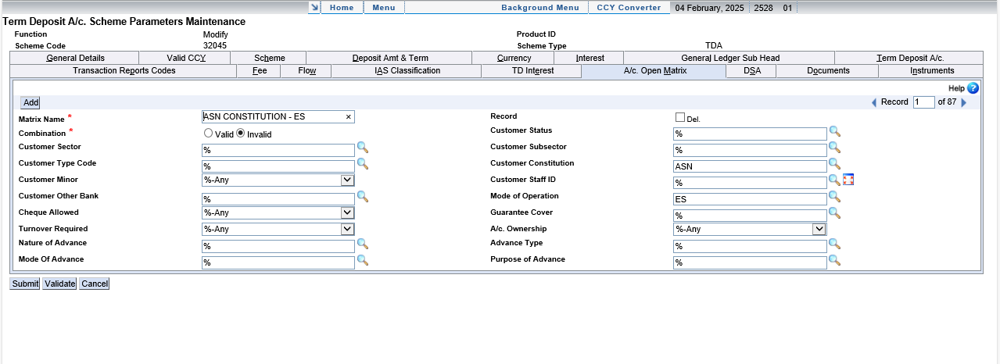 Home Menu Background Menu CCY Converter 04 February, 2025 2528 01
Term Deposit A/c. Scheme Parameters Maintenance
Function Modify Product ID
Scheme Code 32045 Scheme Type TDA
General Details Valid CCY Scheme Deposit Amt & Term Currency Interest General Ledger Sub Head Term Deposit A/c.
Transaction Reports Codes Fee Flow IAS Classification TD Interest A/c. Open Matrix DSA Documents Instruments
Help ?
Add Record 1 of 87
Matrix Name * ASN CONSTITUTION - ES × Record Del.
Combination * Valid Invalid Customer Status %
Customer Sector % Customer Subsector %
Customer Type Code % Customer Constitution ASN
Customer Minor %-Any Customer Staff ID %
Customer Other Bank % Mode of Operation ES
Cheque Allowed %-Any Guarantee Cover %
Turnover Required %-Any A/c. Ownership %-Any
Nature of Advance % Advance Type %
Mode Of Advance % Purpose of Advance %
Submit Validate Cancel